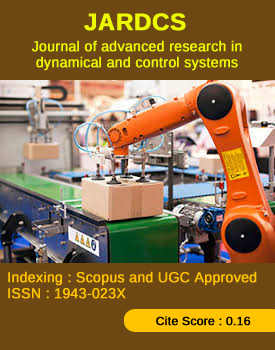 JARDCS
Journal of advanced research in
dynamical and control systems
Indexing : Scopus and UGC Approved
ISSN : 1943-023X
Cite Score : 0.16